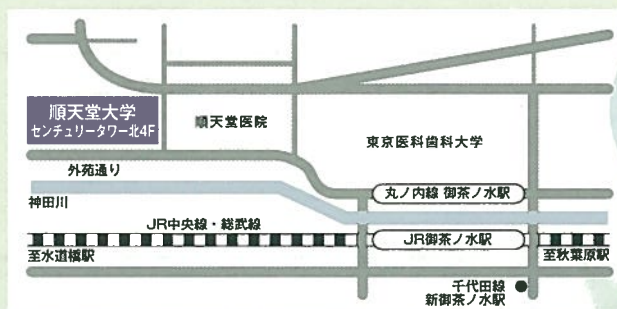 順天堂大学
センチュリータワー北4F
順天堂医院
東京医科歯科大学
外苑通り
丸ノ内線 御茶ノ水駅
神田川
JR中央線・総武線
JR御茶ノ水駅
至水道橋駅
至秋葉原駅
千代田線
新御茶ノ水駅